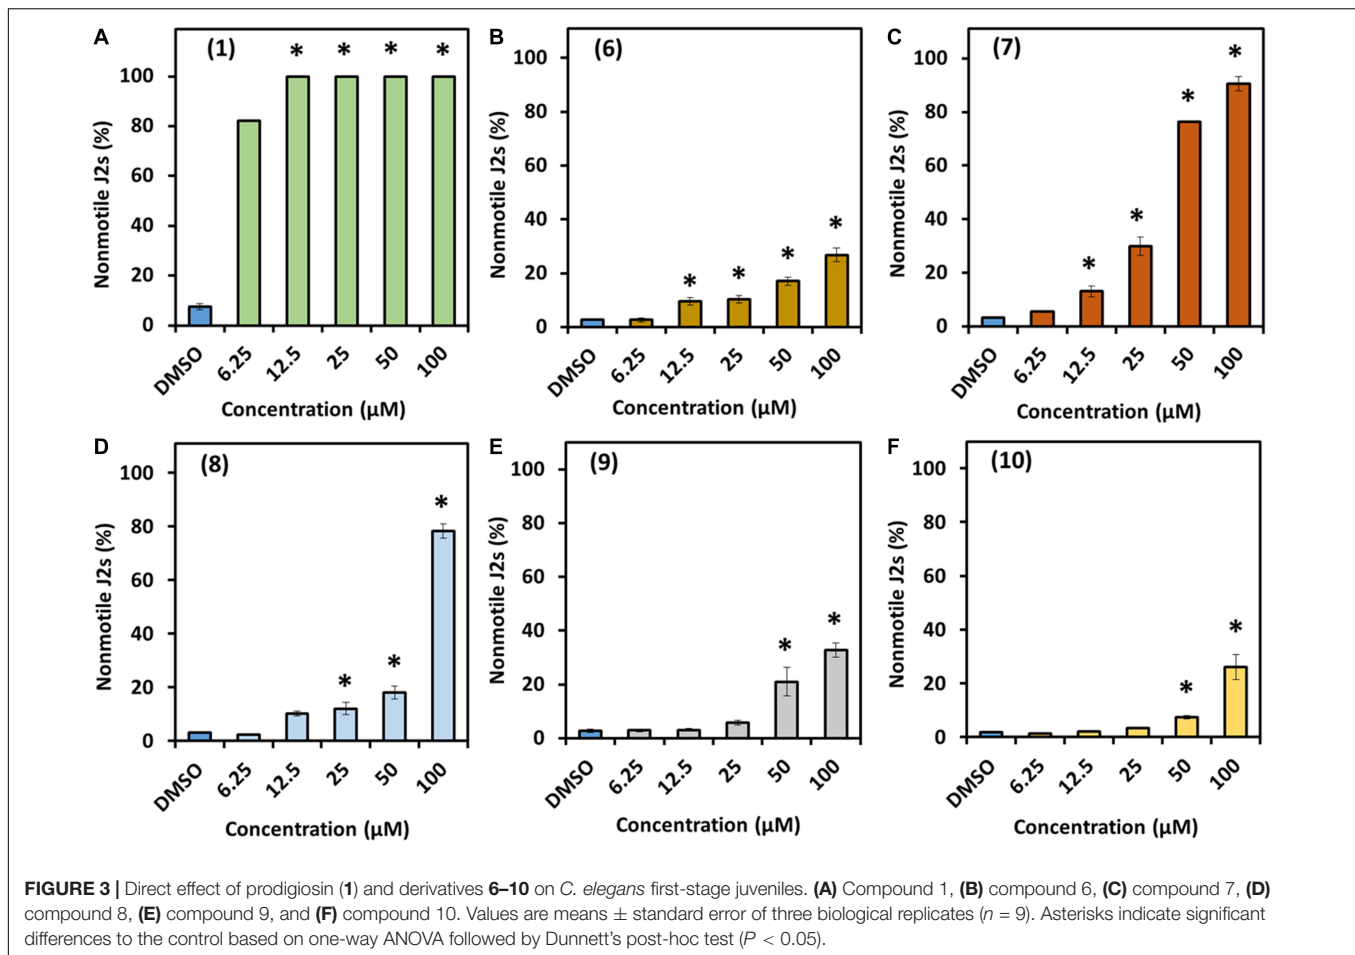 A
(1)
* * * *
100
80
60
40
20
0
Nonmotile J2s (%)
DMSO 6.25 12.5 25 50 100
Concentration (µM)
B
(6)
* * * *
100
80
60
40
20
0
Nonmotile J2s (%)
DMSO 6.25 12.5 25 50 100
Concentration (µM)
C
(7)
* * * *
100
80
60
40
20
0
Nonmotile J2s (%)
DMSO 6.25 12.5 25 50 100
Concentration (µM)
D
(8)
* * *
100
80
60
40
20
0
Nonmotile J2s (%)
DMSO 6.25 12.5 25 50 100
Concentration (µM)
E
(9)
* *
100
80
60
40
20
0
Nonmotile J2s (%)
DMSO 6.25 12.5 25 50 100
Concentration (µM)
F
(10)
* *
100
80
60
40
20
0
Nonmotile J2s (%)
DMSO 6.25 12.5 25 50 100
Concentration (µM)
FIGURE 3 | Direct effect of prodigiosin (1) and derivatives 6–10 on C. elegans first-stage juveniles. (A) Compound 1, (B) compound 6, (C) compound 7, (D)
compound 8, (E) compound 9, and (F) compound 10. Values are means ± standard error of three biological replicates (n = 9). Asterisks indicate significant
differences to the control based on one-way ANOVA followed by Dunnett's post-hoc test (P < 0.05).